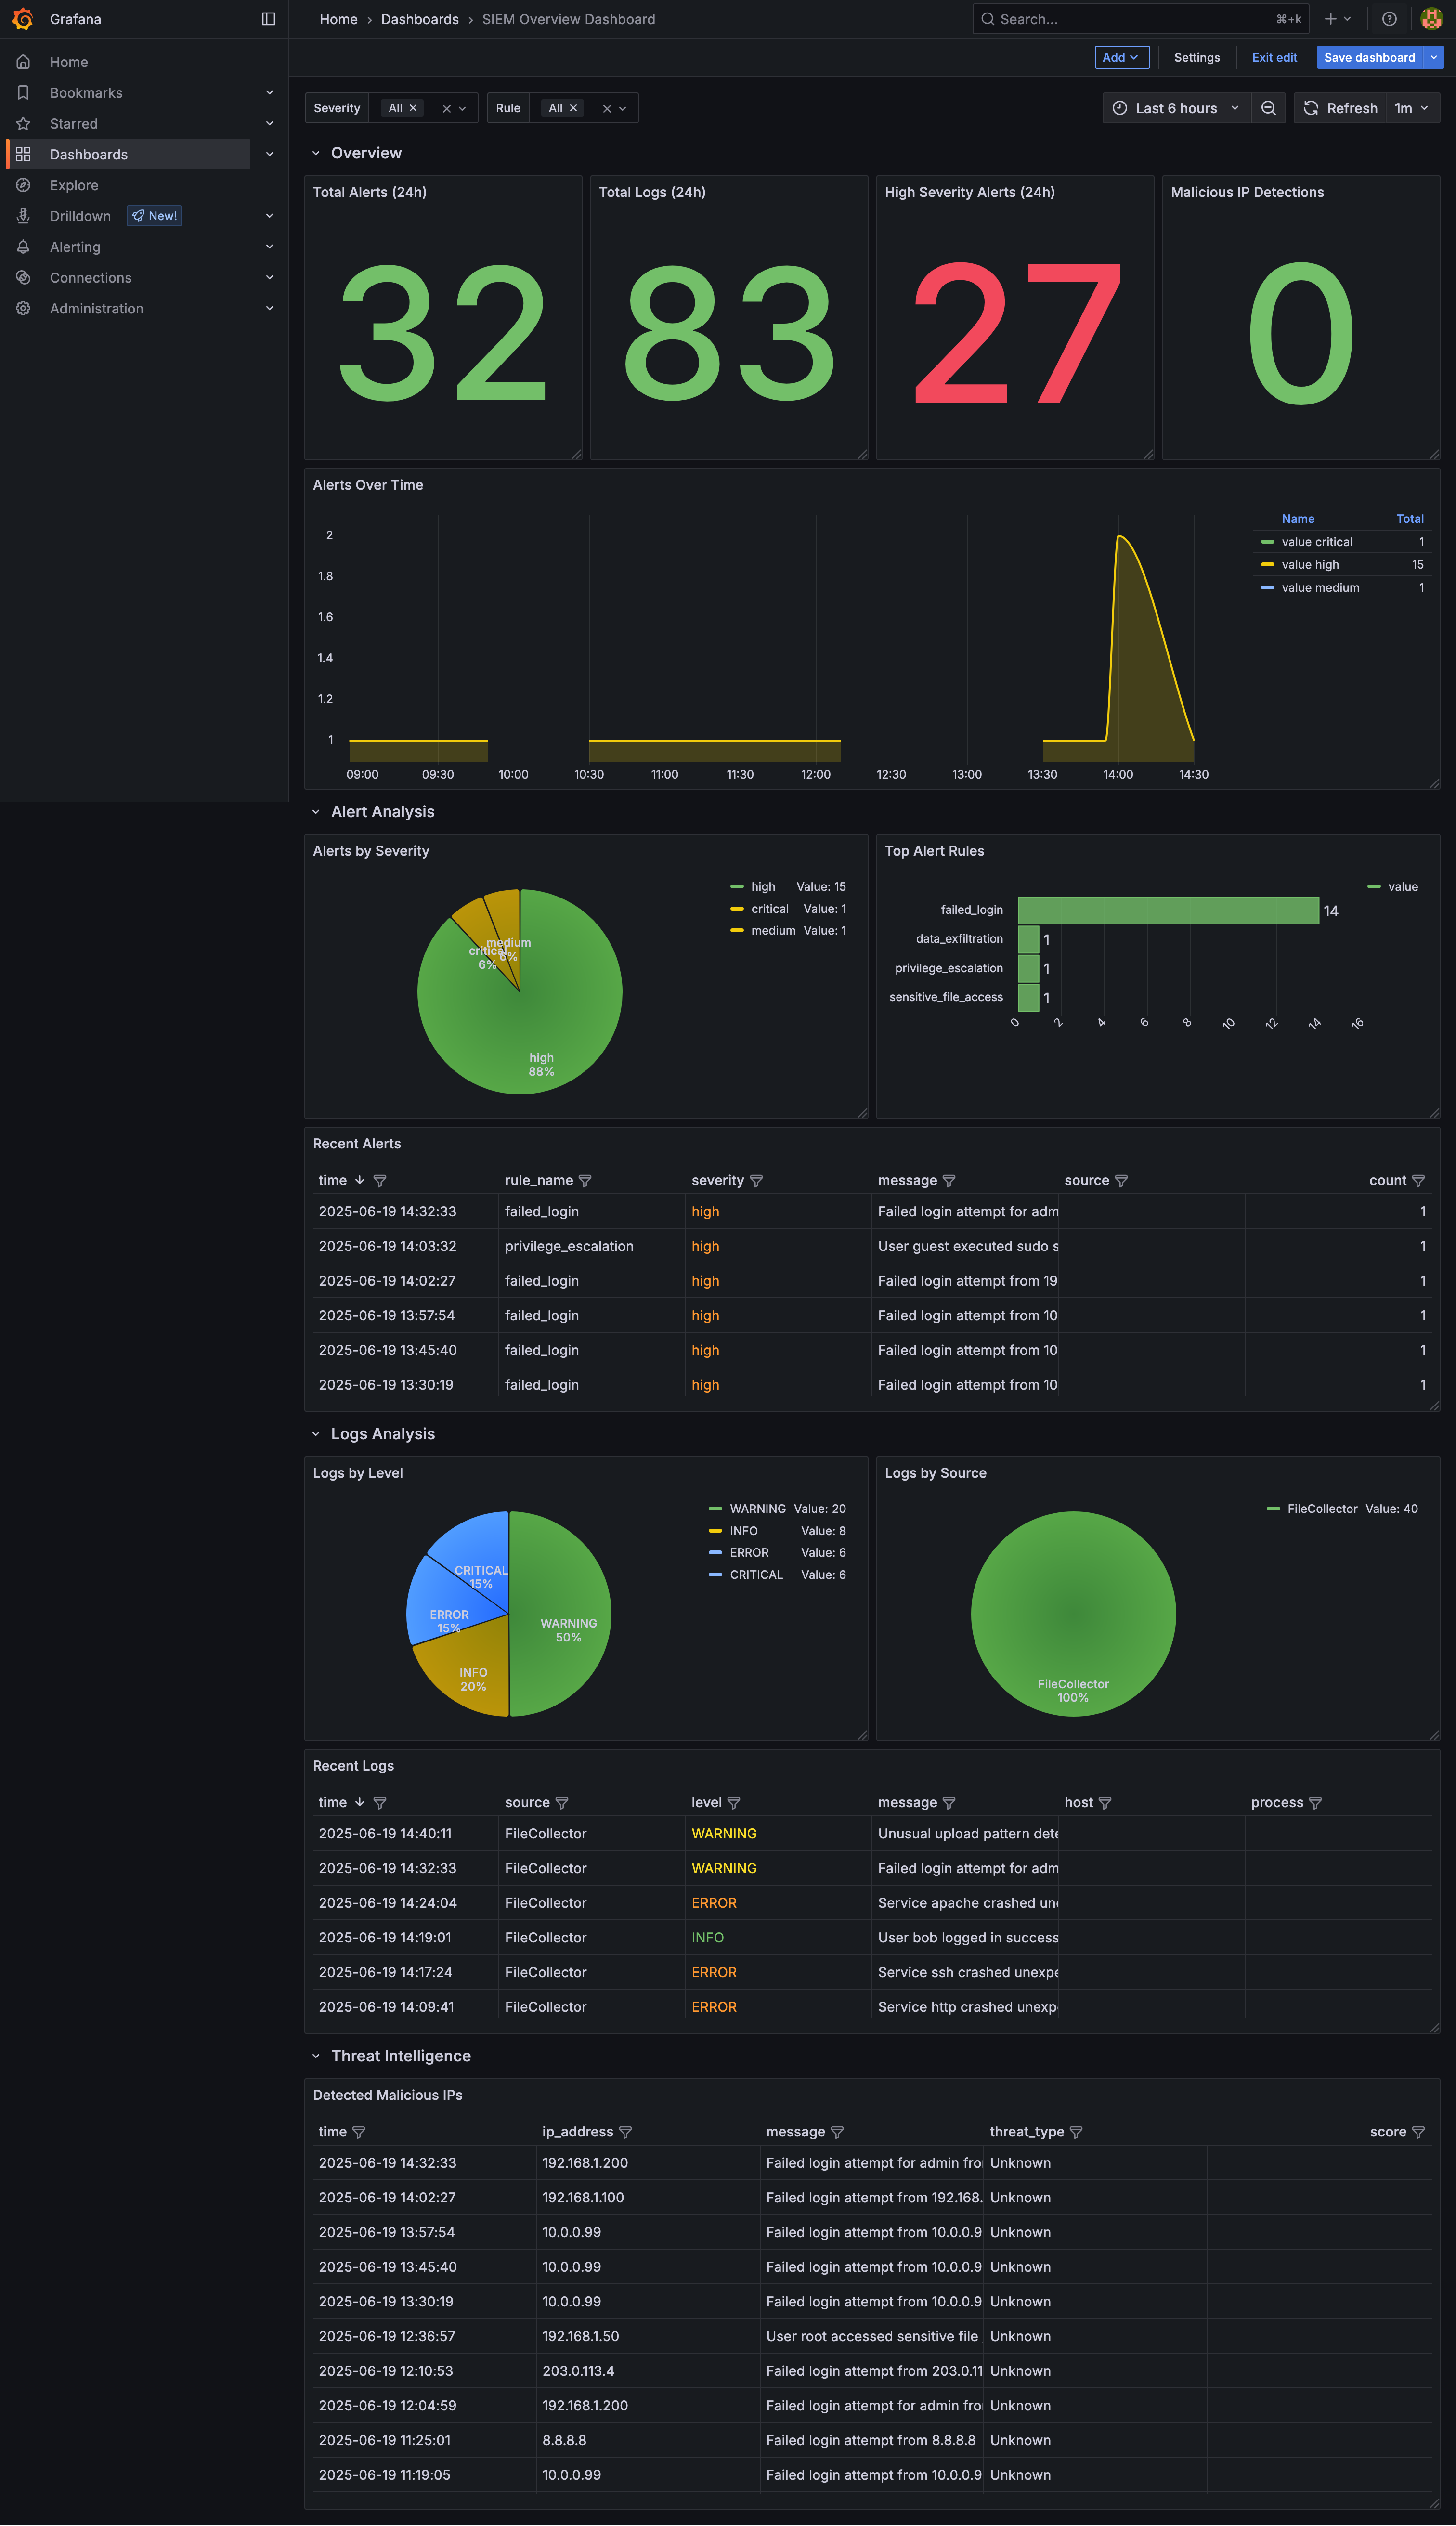 Grafana
Home › Dashboards › SIEM Overview Dashboard
Search... ⌘+k
Add Settings Exit edit Save dashboard
Home
Bookmarks
Starred
Dashboards
Explore
Drilldown New!
Alerting
Connections
Administration
Severity All Rule All Last 6 hours Refresh 1m
Overview
Total Alerts (24h) Total Logs (24h) High Severity Alerts (24h) Malicious IP Detections
32 83 27 0
Alerts Over Time
Name Total
value critical 1
value high 15
value medium 1
2
1.8
1.6
1.4
1.2
1
09:00 09:30 10:00 10:30 11:00 11:30 12:00 12:30 13:00 13:30 14:00 14:30
Alert Analysis
Alerts by Severity
high Value: 15
critical Value: 1
medium Value: 1
medium
6%
critical
6%
high
88%
Top Alert Rules
value
failed_login 14
data_exfiltration 1
privilege_escalation 1
sensitive_file_access 1
0 2 4 6 8 10 12 14 16
Recent Alerts
time rule_name severity message source count
2025-06-19 14:32:33 failed_login high Failed login attempt for adm 1
2025-06-19 14:03:32 privilege_escalation high User guest executed sudo s 1
2025-06-19 14:02:27 failed_login high Failed login attempt from 19 1
2025-06-19 13:57:54 failed_login high Failed login attempt from 10 1
2025-06-19 13:45:40 failed_login high Failed login attempt from 10 1
2025-06-19 13:30:19 failed_login high Failed login attempt from 10 1
Logs Analysis
Logs by Level
WARNING Value: 20
INFO Value: 8
ERROR Value: 6
CRITICAL Value: 6
CRITICAL
15%
ERROR
15%
WARNING
50%
INFO
20%
Logs by Source
FileCollector Value: 40
FileCollector
100%
Recent Logs
time source level message host process
2025-06-19 14:40:11 FileCollector WARNING Unusual upload pattern dete
2025-06-19 14:32:33 FileCollector WARNING Failed login attempt for adm
2025-06-19 14:24:04 FileCollector ERROR Service apache crashed un
2025-06-19 14:19:01 FileCollector INFO User bob logged in success
2025-06-19 14:17:24 FileCollector ERROR Service ssh crashed unexpe
2025-06-19 14:09:41 FileCollector ERROR Service http crashed unexp
Threat Intelligence
Detected Malicious IPs
time ip_address message threat_type score
2025-06-19 14:32:33 192.168.1.200 Failed login attempt for admin fro Unknown
2025-06-19 14:02:27 192.168.1.100 Failed login attempt from 192.168. Unknown
2025-06-19 13:57:54 10.0.0.99 Failed login attempt from 10.0.0.9 Unknown
2025-06-19 13:45:40 10.0.0.99 Failed login attempt from 10.0.0.9 Unknown
2025-06-19 13:30:19 10.0.0.99 Failed login attempt from 10.0.0.9 Unknown
2025-06-19 12:36:57 192.168.1.50 User root accessed sensitive file Unknown
2025-06-19 12:10:53 203.0.113.4 Failed login attempt from 203.0.11 Unknown
2025-06-19 12:04:59 192.168.1.200 Failed login attempt for admin fro Unknown
2025-06-19 11:25:01 8.8.8.8 Failed login attempt from 8.8.8.8 Unknown
2025-06-19 11:19:05 10.0.0.99 Failed login attempt from 10.0.0.9 Unknown